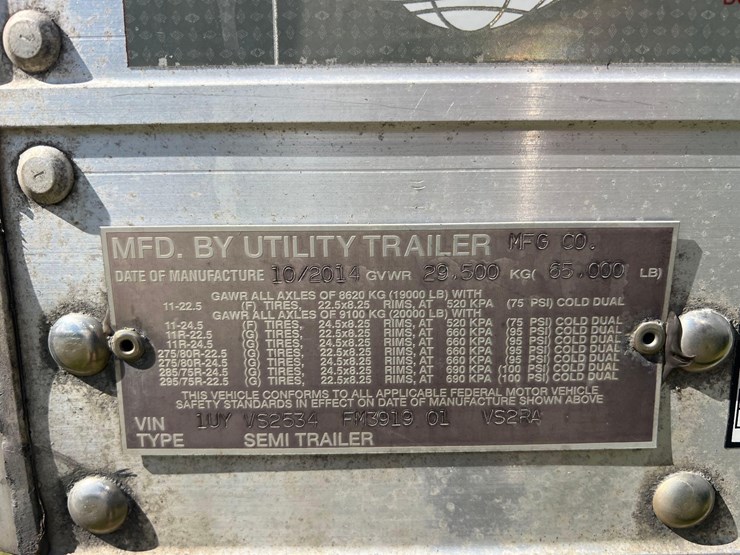 MFD. BY UTILITY TRAILER MFG CO.
DATE OF MANUFACTURE 10/2014 GVWR 29,500 KG( 65,000 LB)
GAWR ALL AXLES OF 8620 KG (19000 LB) WITH
11-22.5 (F) TIRES, 22.5x8.25 RIMS, AT 520 KPA (75 PSI) COLD DUAL
GAWR ALL AXLES OF 9100 KG (20000 LB) WITH
11-24.5 (F) TIRES, 24.5x8.25 RIMS, AT 520 KPA (75 PSI) COLD DUAL
11R-22.5 (G) TIRES, 22.5x8.25 RIMS, AT 660 KPA (95 PSI) COLD DUAL
11R-24.5 (G) TIRES, 24.5x8.25 RIMS, AT 660 KPA (95 PSI) COLD DUAL
275/80R-22.5 (G) TIRES, 22.5x8.25 RIMS, AT 660 KPA (95 PSI) COLD DUAL
275/80R-24.5 (G) TIRES, 24.5x8.25 RIMS, AT 660 KPA (95 PSI) COLD DUAL
285/75R-24.5 (G) TIRES, 24.5x8.25 RIMS, AT 690 KPA (100 PSI) COLD DUAL
295/75R-22.5 (G) TIRES, 22.5x8.25 RIMS, AT 690 KPA (100 PSI) COLD DUAL
THIS VEHICLE CONFORMS TO ALL APPLICABLE FEDERAL MOTOR VEHICLE
SAFETY STANDARDS IN EFFECT ON DATE OF MANUFACTURE SHOWN ABOVE
VIN 1UY VS2534 FM3919 01 VS2RA
TYPE SEMI TRAILER